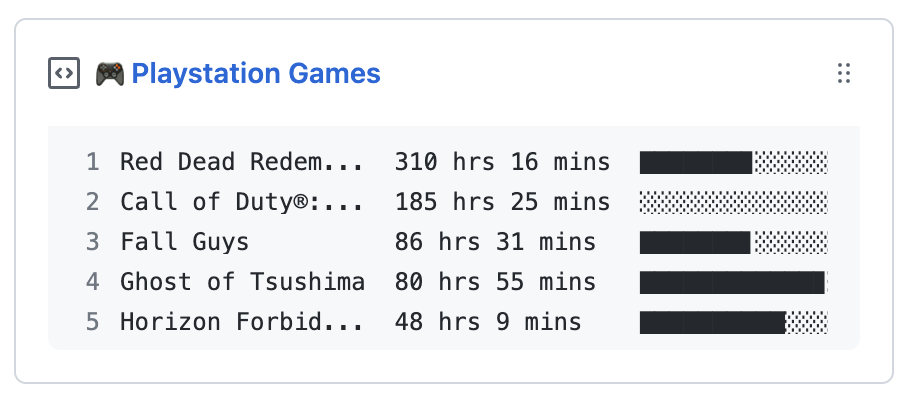 Playstation Games
1 Red Dead Redem... 310 hrs 16 mins
2 Call of Duty®:... 185 hrs 25 mins
3 Fall Guys 86 hrs 31 mins
4 Ghost of Tsushima 80 hrs 55 mins
5 Horizon Forbid... 48 hrs 9 mins